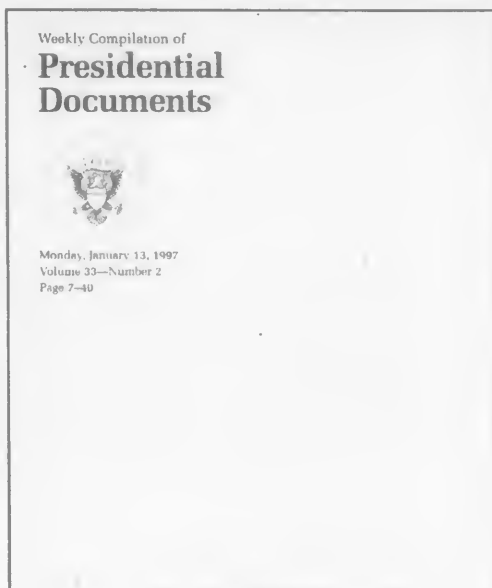 Weekly Compilation of
Presidential
Documents
Monday, January 13, 1997
Volume 33—Number 2
Page 7–40